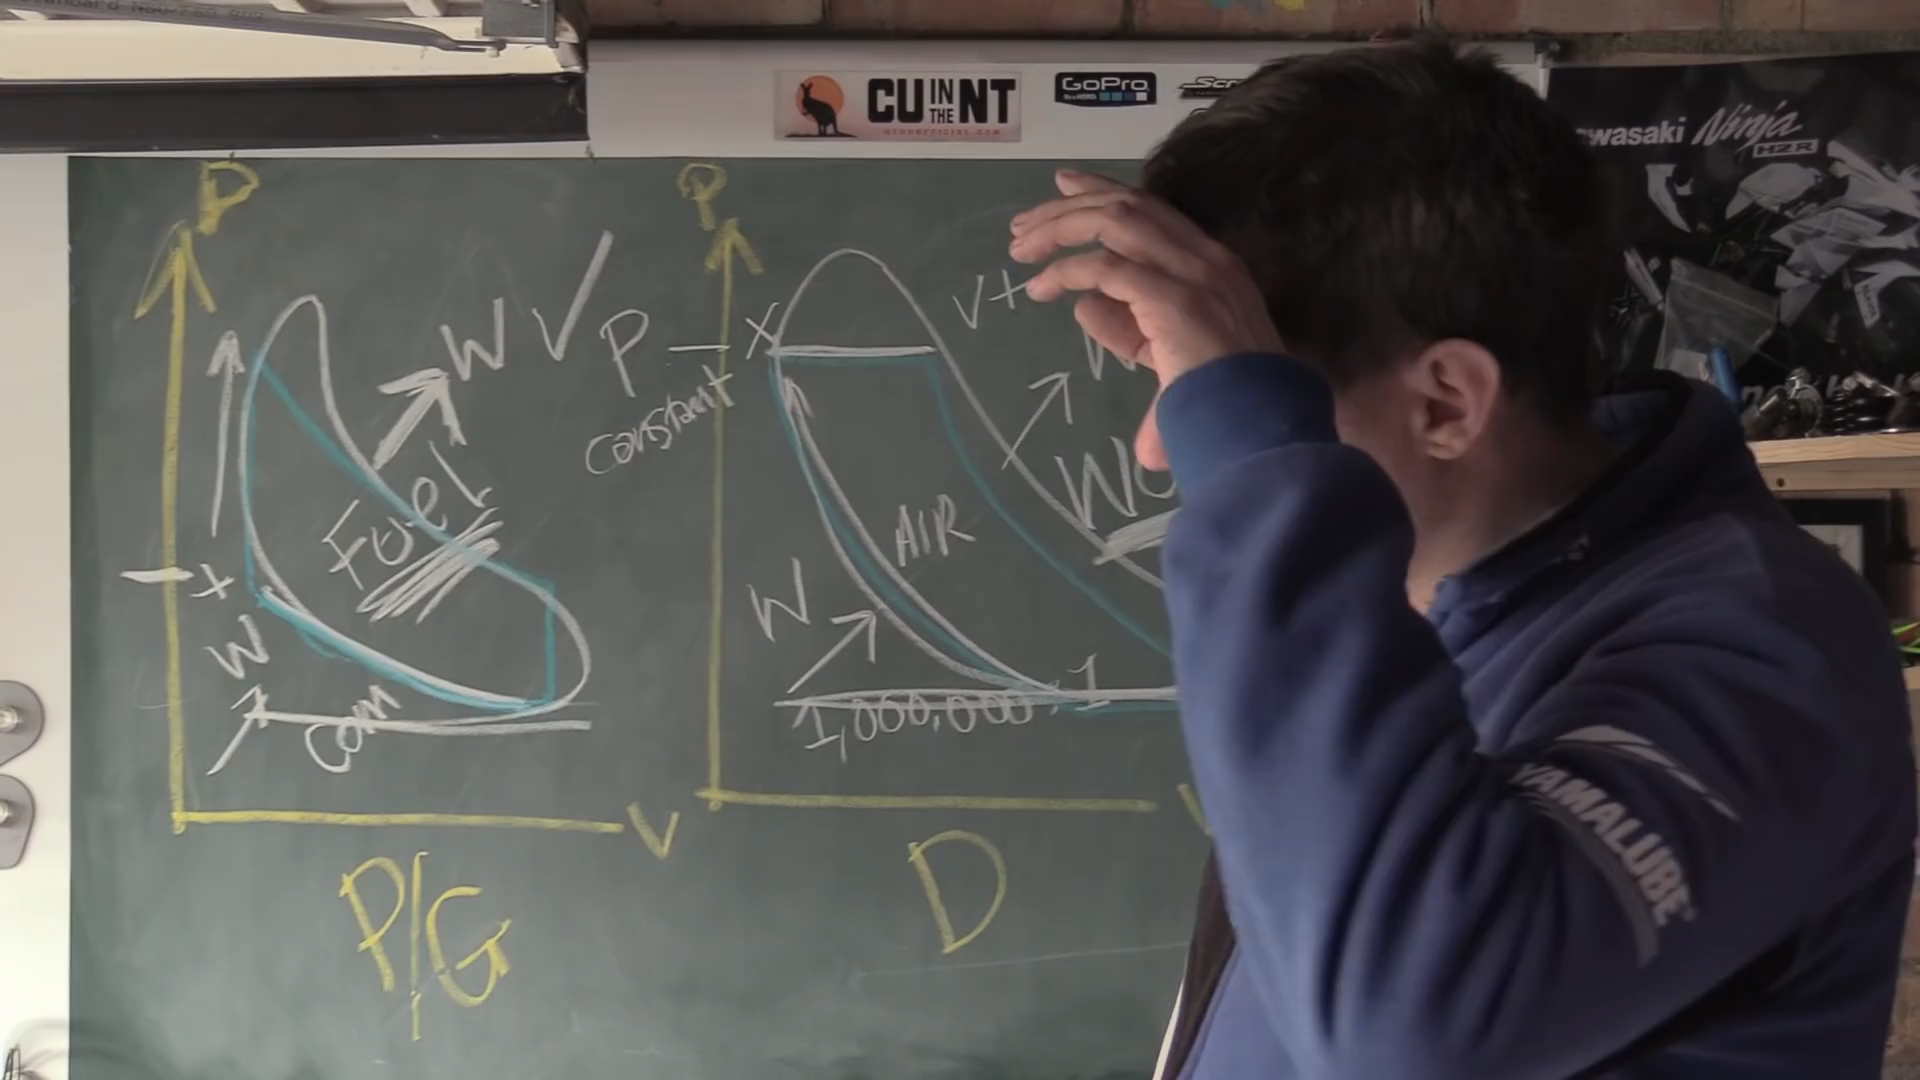 CU IN THE NT
GoPro
Kawasaki Ninja
H2R
P
W
Fuel
+
W
Com
V
P/G
P
P
constant
X
V+
AIR
W
1,000,000:1
D
YAMALUBE